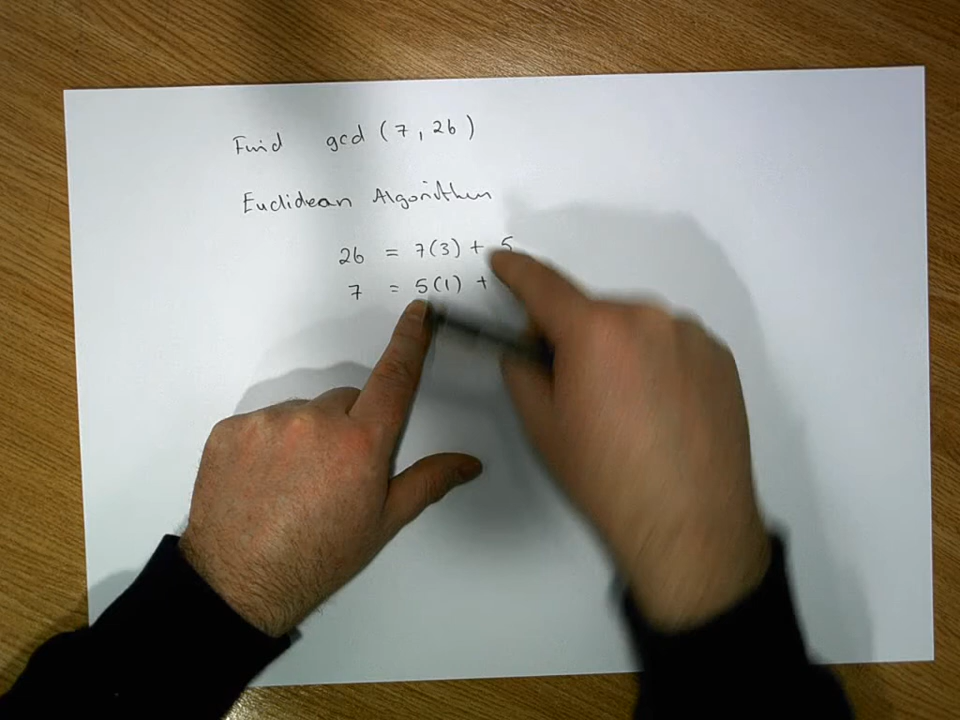 Find gcd (7, 26)
Euclidean Algorithm
26 = 7(3) + 5
7 = 5(1) +